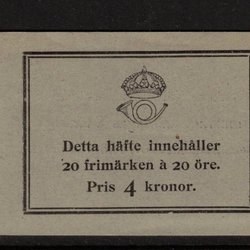 Detta häfte innehåller
20 frimärken à 20 öre.
Pris 4 kronor.